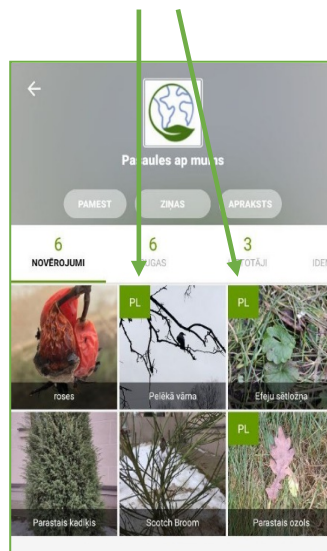 Pasaules ap mums
PAMEST ZIŅAS APRAKSTS
6 6 3
NOVĒROJUMI
PL PL
roses Pelēkā vārna Efeju sētložņa
PL
Parastais kadiķis Scotch Broom Parastais ozols